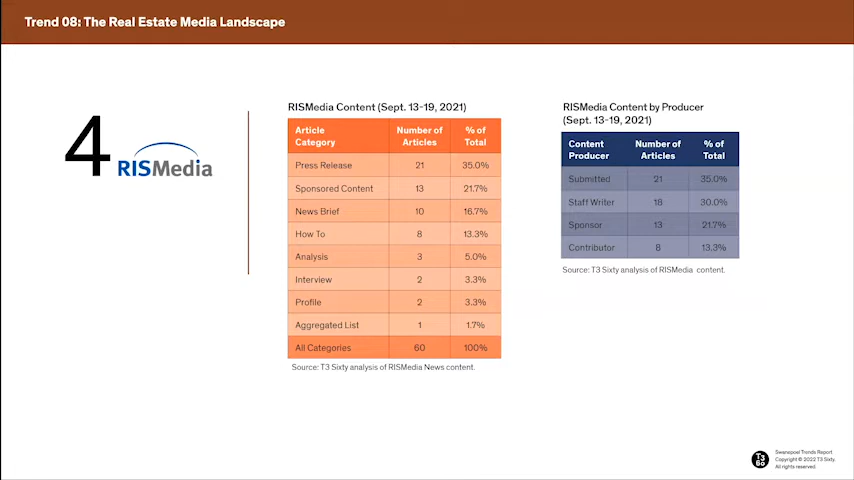 Trend 08: The Real Estate Media Landscape
4
RISMedia
RISMedia Content (Sept. 13-19, 2021)
Article Category Number of Articles % of Total
Press Release 21 35.0%
Sponsored Content 13 21.7%
News Brief 10 16.7%
How To 8 13.3%
Analysis 3 5.0%
Interview 2 3.3%
Profile 2 3.3%
Aggregated List 1 1.7%
All Categories 60 100%
Source: T3 Sixty analysis of RISMedia News content.
RISMedia Content by Producer
(Sept. 13-19, 2021)
Content Producer Number of Articles % of Total
Submitted 21 35.0%
Staff Writer 18 30.0%
Sponsor 13 21.7%
Contributor 8 13.3%
Source: T3 Sixty analysis of RISMedia content.
T3
60
Swanepoel Trends Report
Copyright © 2022 T3 Sixty.
All rights reserved.